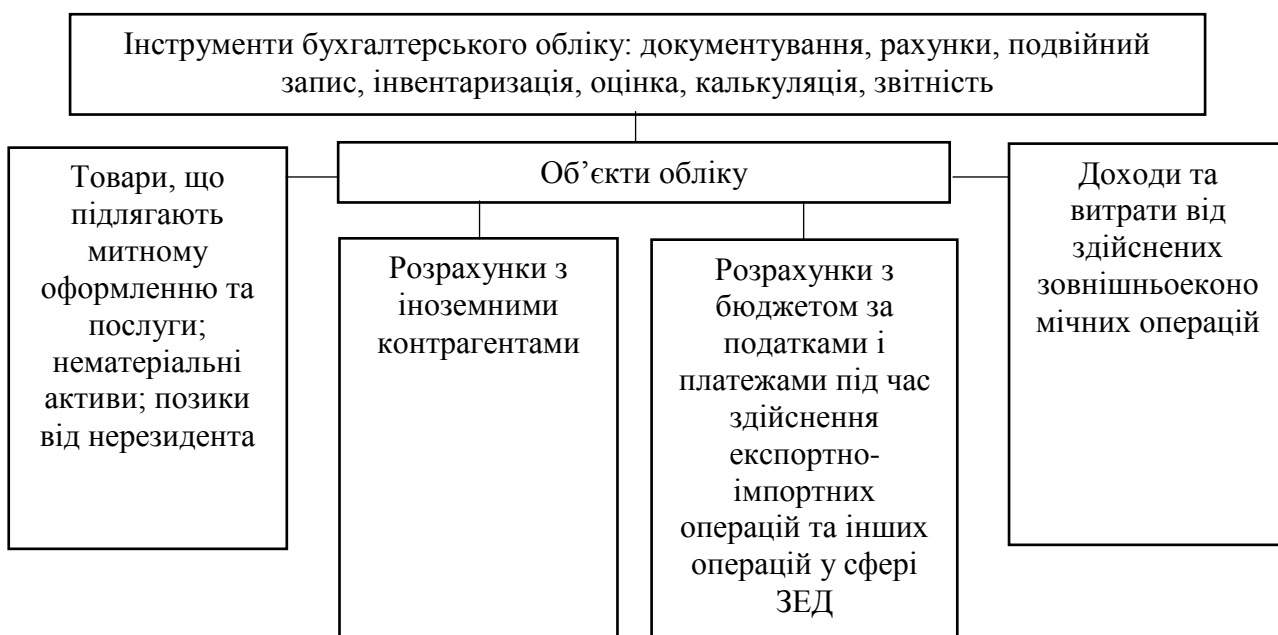 Інструменти бухгалтерського обліку: документування, рахунки, подвійний
запис, інвентаризація, оцінка, калькуляція, звітність
Об’єкти обліку
Товари, що
підлягають
митному
оформленню та
послуги;
нематеріальні
активи; позики
від нерезидента
Розрахунки з
іноземними
контрагентами
Розрахунки з
бюджетом за
податками і
платежами під час
здійснення
експортно-
імпортних
операцій та інших
операцій у сфері
ЗЕД
Доходи та
витрати від
здійснених
зовнішньоеконо
мічних операцій